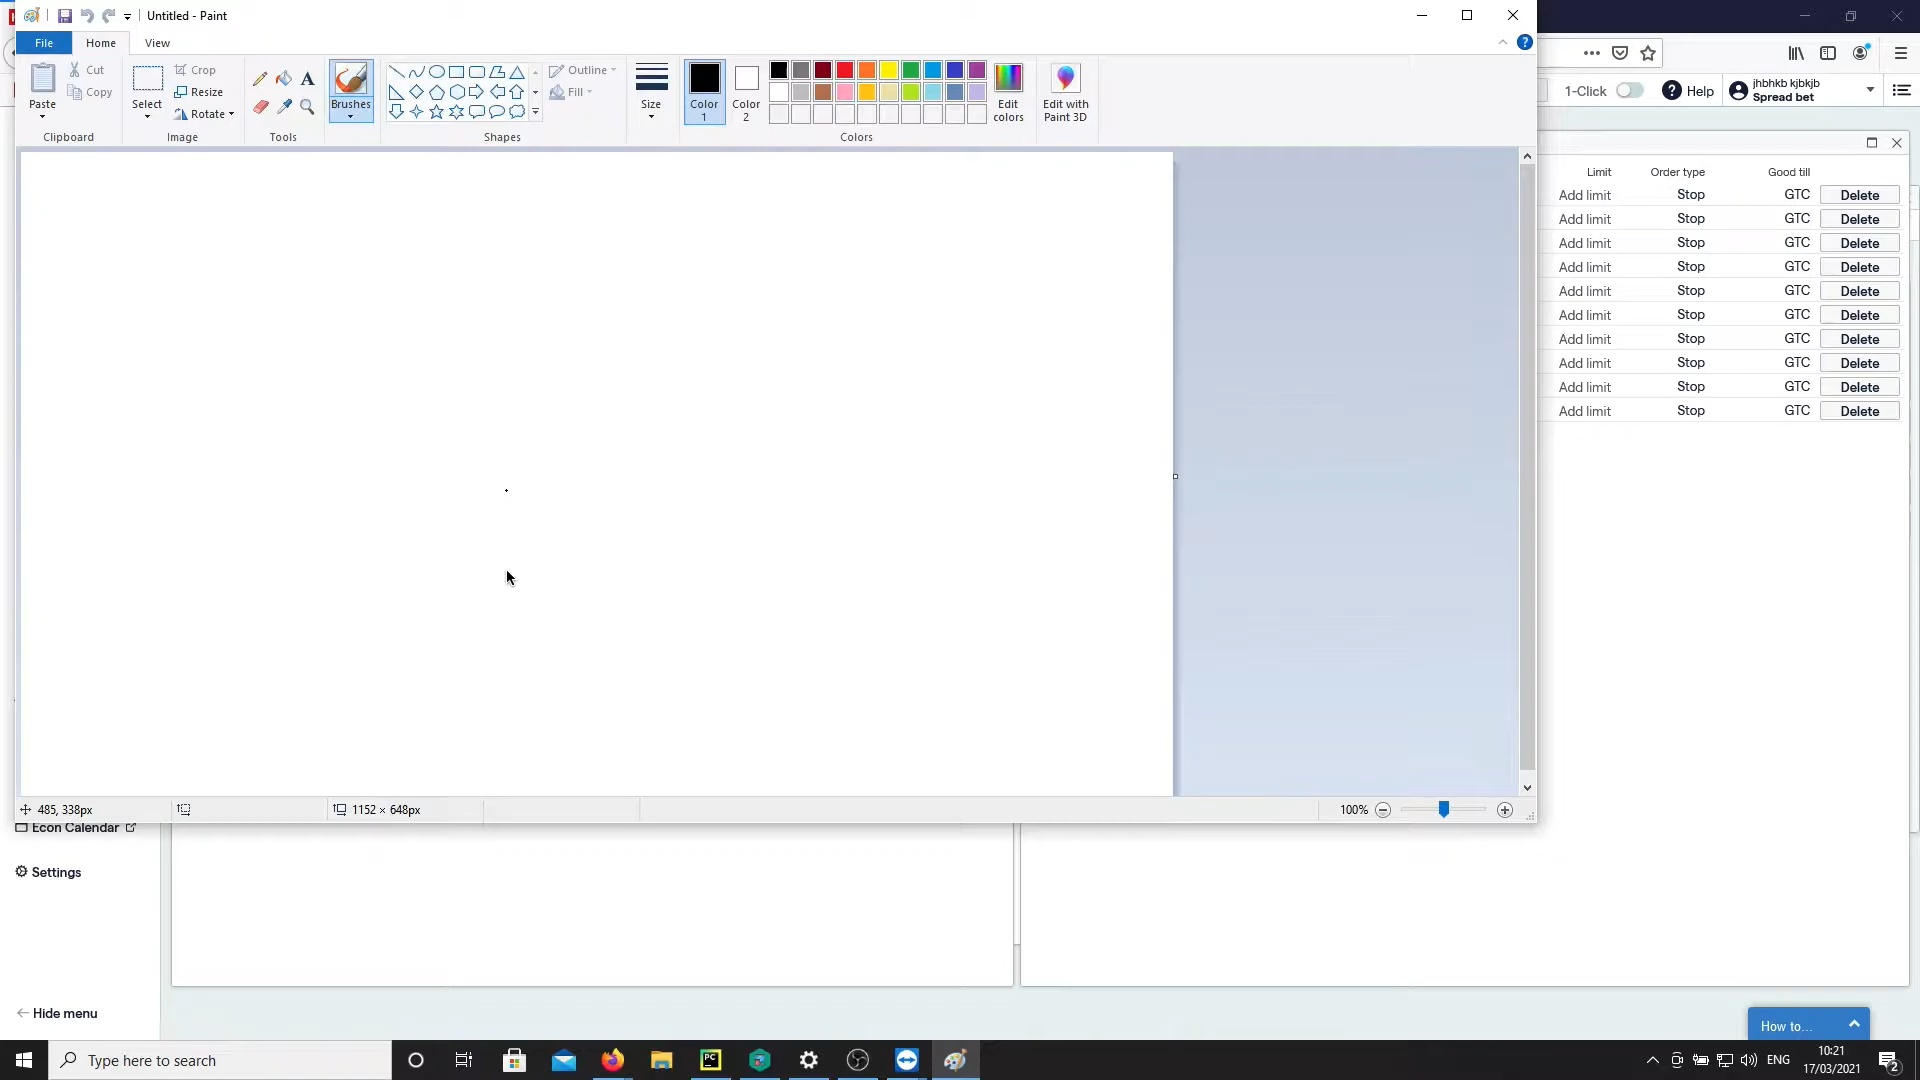 Untitled - Paint
File Home View
Paste
Cut
Copy
Clipboard
Select
Crop
Resize
Rotate
Image
A
Tools
Brushes
Shapes
Outline
Fill
Size
Color 1
Color 2
Edit colors
Colors
Edit with Paint 3D
1-Click
Help
jhbhkb kjbkjb
Spread bet
Limit Order type Good till
Add limit Stop GTC Delete
Add limit Stop GTC Delete
Add limit Stop GTC Delete
Add limit Stop GTC Delete
Add limit Stop GTC Delete
Add limit Stop GTC Delete
Add limit Stop GTC Delete
Add limit Stop GTC Delete
Add limit Stop GTC Delete
Add limit Stop GTC Delete
485, 338px
1152 × 648px
100%
Econ Calendar
Settings
Hide menu
How to...
Type here to search
PC
ENG
10:21
17/03/2021
2